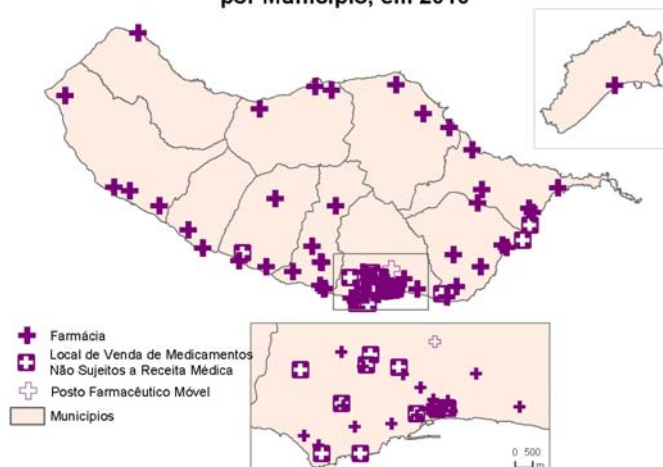 por Município, em 2010
Farmácia
Local de Venda de Medicamentos
Não Sujeitos a Receita Médica
Posto Farmacêutico Móvel
Municípios
0 500
m